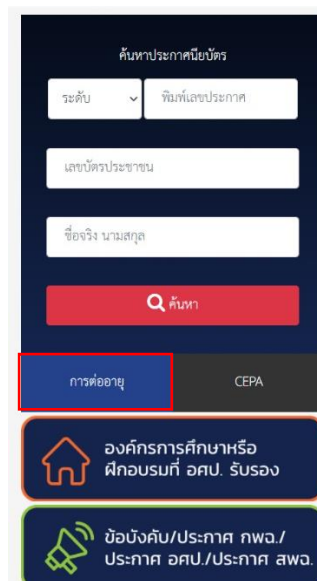 ค้นหาประกาศนียบัตร
ระดับ พิมพ์เลขประกาศ
เลขบัตรประชาชน
ชื่อจริง นามสกุล
ค้นหา
การต่ออายุ CEPA
องค์กรการศึกษาหรือ
ฝึกอบรมที่ อศป. รับรอง
ข้อบังคับ/ประกาศ กพฉ./
ประกาศ อศป./ประกาศ สพฉ.